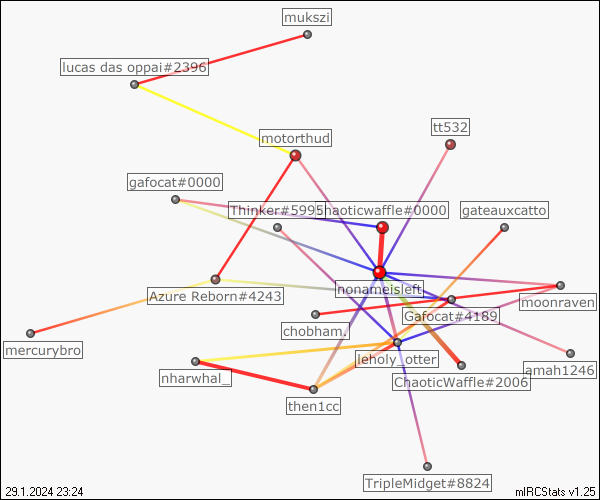 mukszi
lucas das oppai#2396
motorthud
tt532
gafocat#0000
Thinker#5995
Chaoticwaffle#0000
gateauxcatto
nonameisleft
Azure Reborn#4243
moonraven
Gafocat#4189
chobham.
mercurybro
leholy_otter
amah1246
nharwhal_
ChaoticWaffle#2006
then1cc
TripleMidget#8824
29.1.2024 23:24
mIRCStats v1.25